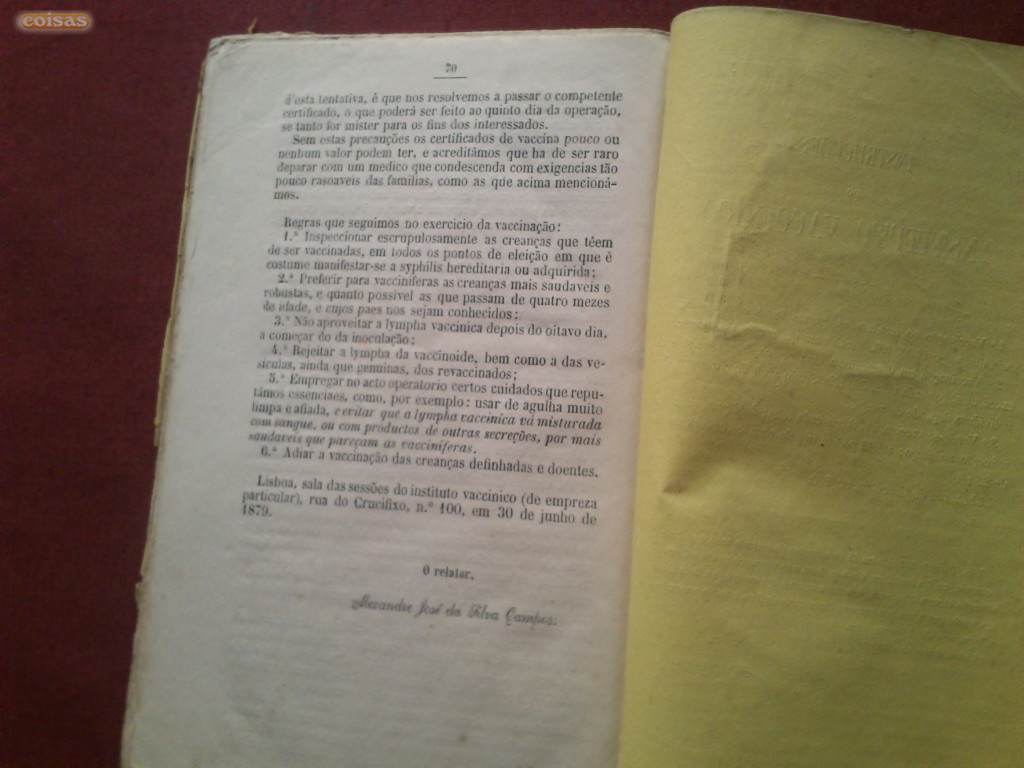 coisas
70
d'esta tentativa, é que nos resolvemos a passar o competente
certificado, o que poderá ser feito ao quinto dia da operação,
se tanto for mister para os fins dos interessados.
Sem estas precauções os certificados de vaccina pouco ou
nenhum valor podem ter, e acreditâmos que ha de ser raro
deparar com um medico que condescenda com exigencias tão
pouco rasoaveis das familias, como as que acima mencioná-
mos.
Regras que seguimos no exercicio da vaccinação:
1.ª Inspeccionar escrupulosamente as creanças que têem
de ser vaccinadas, em todos os pontos de eleição em que é
costume manifestar-se a syphilis hereditaria ou adquirida;
2.ª Preferir para vacciniferas as creanças mais saudaveis e
robustas, e quanto possivel as que passam de quatro mezes
de idade, e cujos paes nos sejam conhecidos:
3.ª Não aproveitar a lympha vaccinica depois do oitavo dia,
a começar do da inoculação;
4.ª Rejeitar a lympha da vaccinoide, bem como a das ve-
siculas, ainda que genuinas, dos revaccinados;
5.ª Empregar no acto operatorio certos cuidados que repu-
tâmos essenciaes, como, por exemplo: usar de agulha muito
limpa e afiada, e evitar que a lympha vaccinica vá misturada
com sangue, ou com productos de outras secreções, por mais
saudaveis que pareçam as vacciniferas.
6.ª Adiar a vaccinação das creanças definhadas e doentes.
Lisboa, sala das sessões do instituto vaccinico (de empreza
particular), rua do Crucifixo, n.º 100, em 30 de junho de
1879.
O relator,
Alexandre José da Silva Campos.